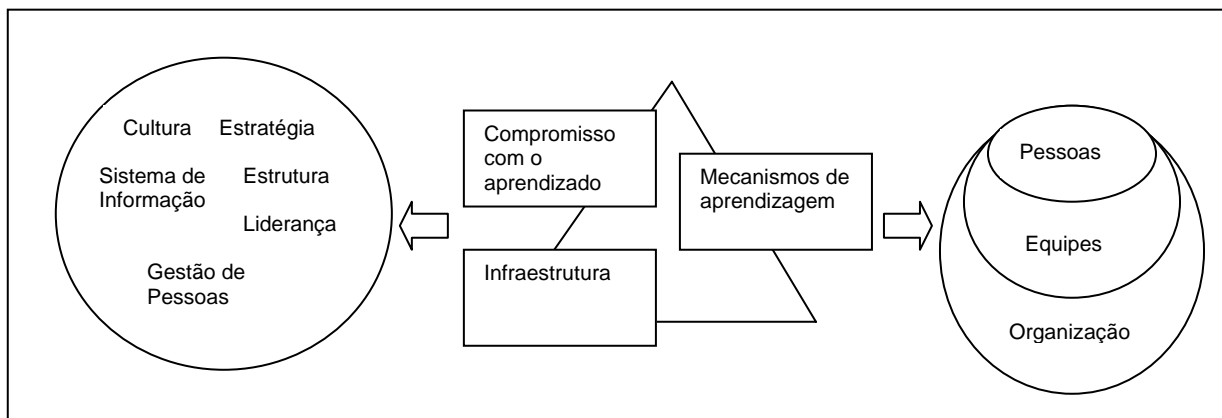 Cultura
Estratégia
Sistema de
Informação
Estrutura
Liderança
Gestão de
Pessoas
Compromisso
com o
aprendizado
Infraestrutura
Mecanismos de
aprendizagem
Pessoas
Equipes
Organização